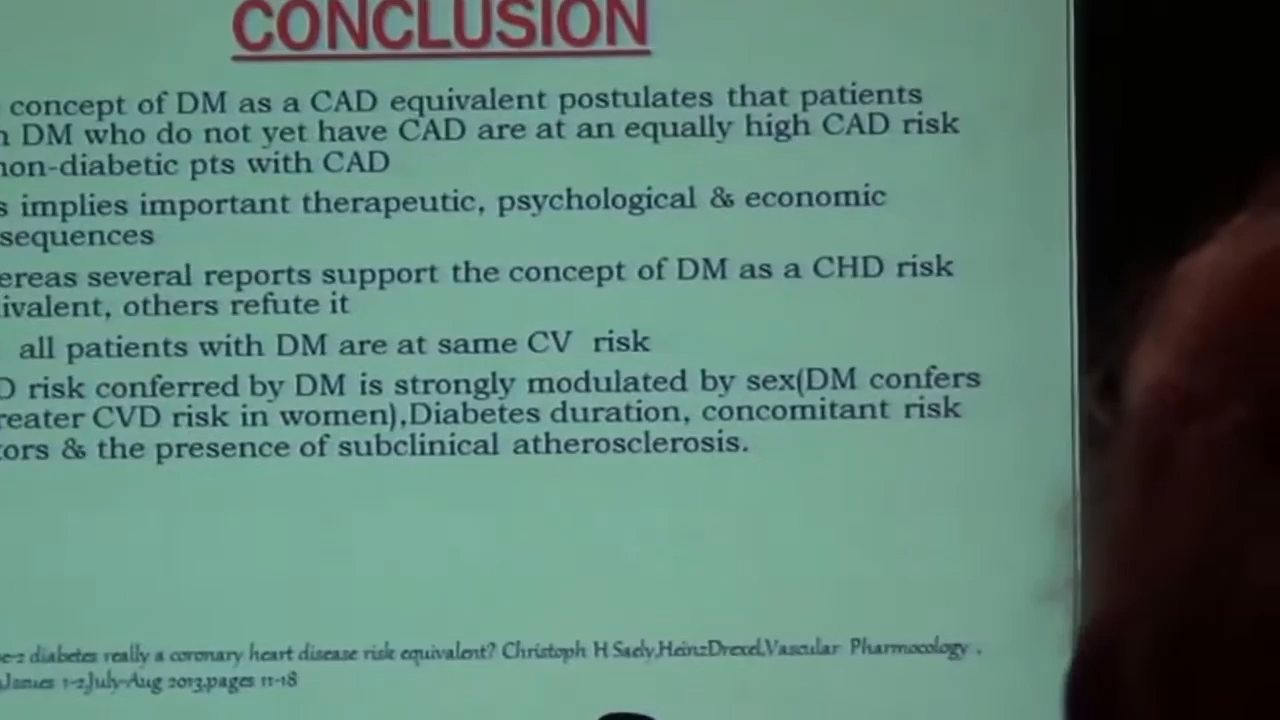 CONCLUSION
concept of DM as a CAD equivalent postulates that patients
DM who do not yet have CAD are at an equally high CAD risk
non-diabetic pts with CAD
s implies important therapeutic, psychological & economic
sequences
ereas several reports support the concept of DM as a CHD risk
ivalent, others refute it
all patients with DM are at same CV risk
D risk conferred by DM is strongly modulated by sex(DM confers
reater CVD risk in women),Diabetes duration, concomitant risk
ors & the presence of subclinical atherosclerosis.
e-2 diabetes really a coronary heart disease risk equivalent? Christoph H Saely,HeinzDrexel,Vascular Pharmocology ,
,Issues 1-2,July-Aug 2013,pages 11-18